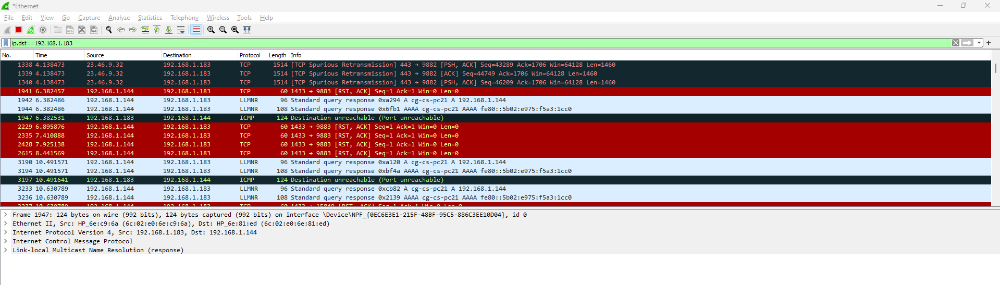 *Ethernet
File Edit View Go Capture Analyze Statistics Telephony Wireless Tools Help
ip.dst==192.168.1.183
No. Time Source Destination Protocol Length Info
1338 4.138473 23.46.9.32 192.168.1.183 TCP 1514 [TCP Spurious Retransmission] 443 → 9882 [PSH, ACK] Seq=43289 Ack=1706 Win=64128 Len=1460
1339 4.138473 23.46.9.32 192.168.1.183 TCP 1514 [TCP Spurious Retransmission] 443 → 9882 [ACK] Seq=44749 Ack=1706 Win=64128 Len=1460
1340 4.138473 23.46.9.32 192.168.1.183 TCP 1514 [TCP Spurious Retransmission] 443 → 9882 [PSH, ACK] Seq=46209 Ack=1706 Win=64128 Len=1460
1941 6.382457 192.168.1.144 192.168.1.183 TCP 60 1433 → 9883 [RST, ACK] Seq=1 Ack=1 Win=0 Len=0
1942 6.382486 192.168.1.144 192.168.1.183 LLMNR 96 Standard query response 0xa294 A cg-cs-pc21 A 192.168.1.144
1944 6.382486 192.168.1.144 192.168.1.183 LLMNR 108 Standard query response 0x6fb1 AAAA cg-cs-pc21 AAAA fe80::5b02:e975:f5a3:1cc0
1947 6.382531 192.168.1.183 192.168.1.144 ICMP 124 Destination unreachable (Port unreachable)
2229 6.895876 192.168.1.144 192.168.1.183 TCP 60 1433 → 9883 [RST, ACK] Seq=1 Ack=1 Win=0 Len=0
2335 7.410888 192.168.1.144 192.168.1.183 TCP 60 1433 → 9883 [RST, ACK] Seq=1 Ack=1 Win=0 Len=0
2428 7.925138 192.168.1.144 192.168.1.183 TCP 60 1433 → 9883 [RST, ACK] Seq=1 Ack=1 Win=0 Len=0
2615 8.441569 192.168.1.144 192.168.1.183 TCP 60 1433 → 9883 [RST, ACK] Seq=1 Ack=1 Win=0 Len=0
3190 10.491571 192.168.1.144 192.168.1.183 LLMNR 96 Standard query response 0xa120 A cg-cs-pc21 A 192.168.1.144
3194 10.491571 192.168.1.144 192.168.1.183 LLMNR 108 Standard query response 0xbf4a AAAA cg-cs-pc21 AAAA fe80::5b02:e975:f5a3:1cc0
3197 10.491641 192.168.1.183 192.168.1.144 ICMP 124 Destination unreachable (Port unreachable)
3233 10.630789 192.168.1.144 192.168.1.183 LLMNR 96 Standard query response 0xcb82 A cg-cs-pc21 A 192.168.1.144
3236 10.630789 192.168.1.144 192.168.1.183 LLMNR 108 Standard query response 0x2139 AAAA cg-cs-pc21 AAAA fe80::5b02:e975:f5a3:1cc0
3237 10.630789 192.168.1.144 192.168.1.183 TCP 60 1433 → 15849 [RST, ACK] Seq=1 Ack=1 Win=0 Len=0
Frame 1947: 124 bytes on wire (992 bits), 124 bytes captured (992 bits) on interface \Device\NPF_{0EC6E3E1-215F-48BF-95C5-886C3EE10D04}, id 0
Ethernet II, Src: HP_6e:c9:6a (6c:02:e0:6e:c9:6a), Dst: HP_6e:81:ed (6c:02:e0:6e:81:ed)
Internet Protocol Version 4, Src: 192.168.1.183, Dst: 192.168.1.144
Internet Control Message Protocol
Link-local Multicast Name Resolution (response)